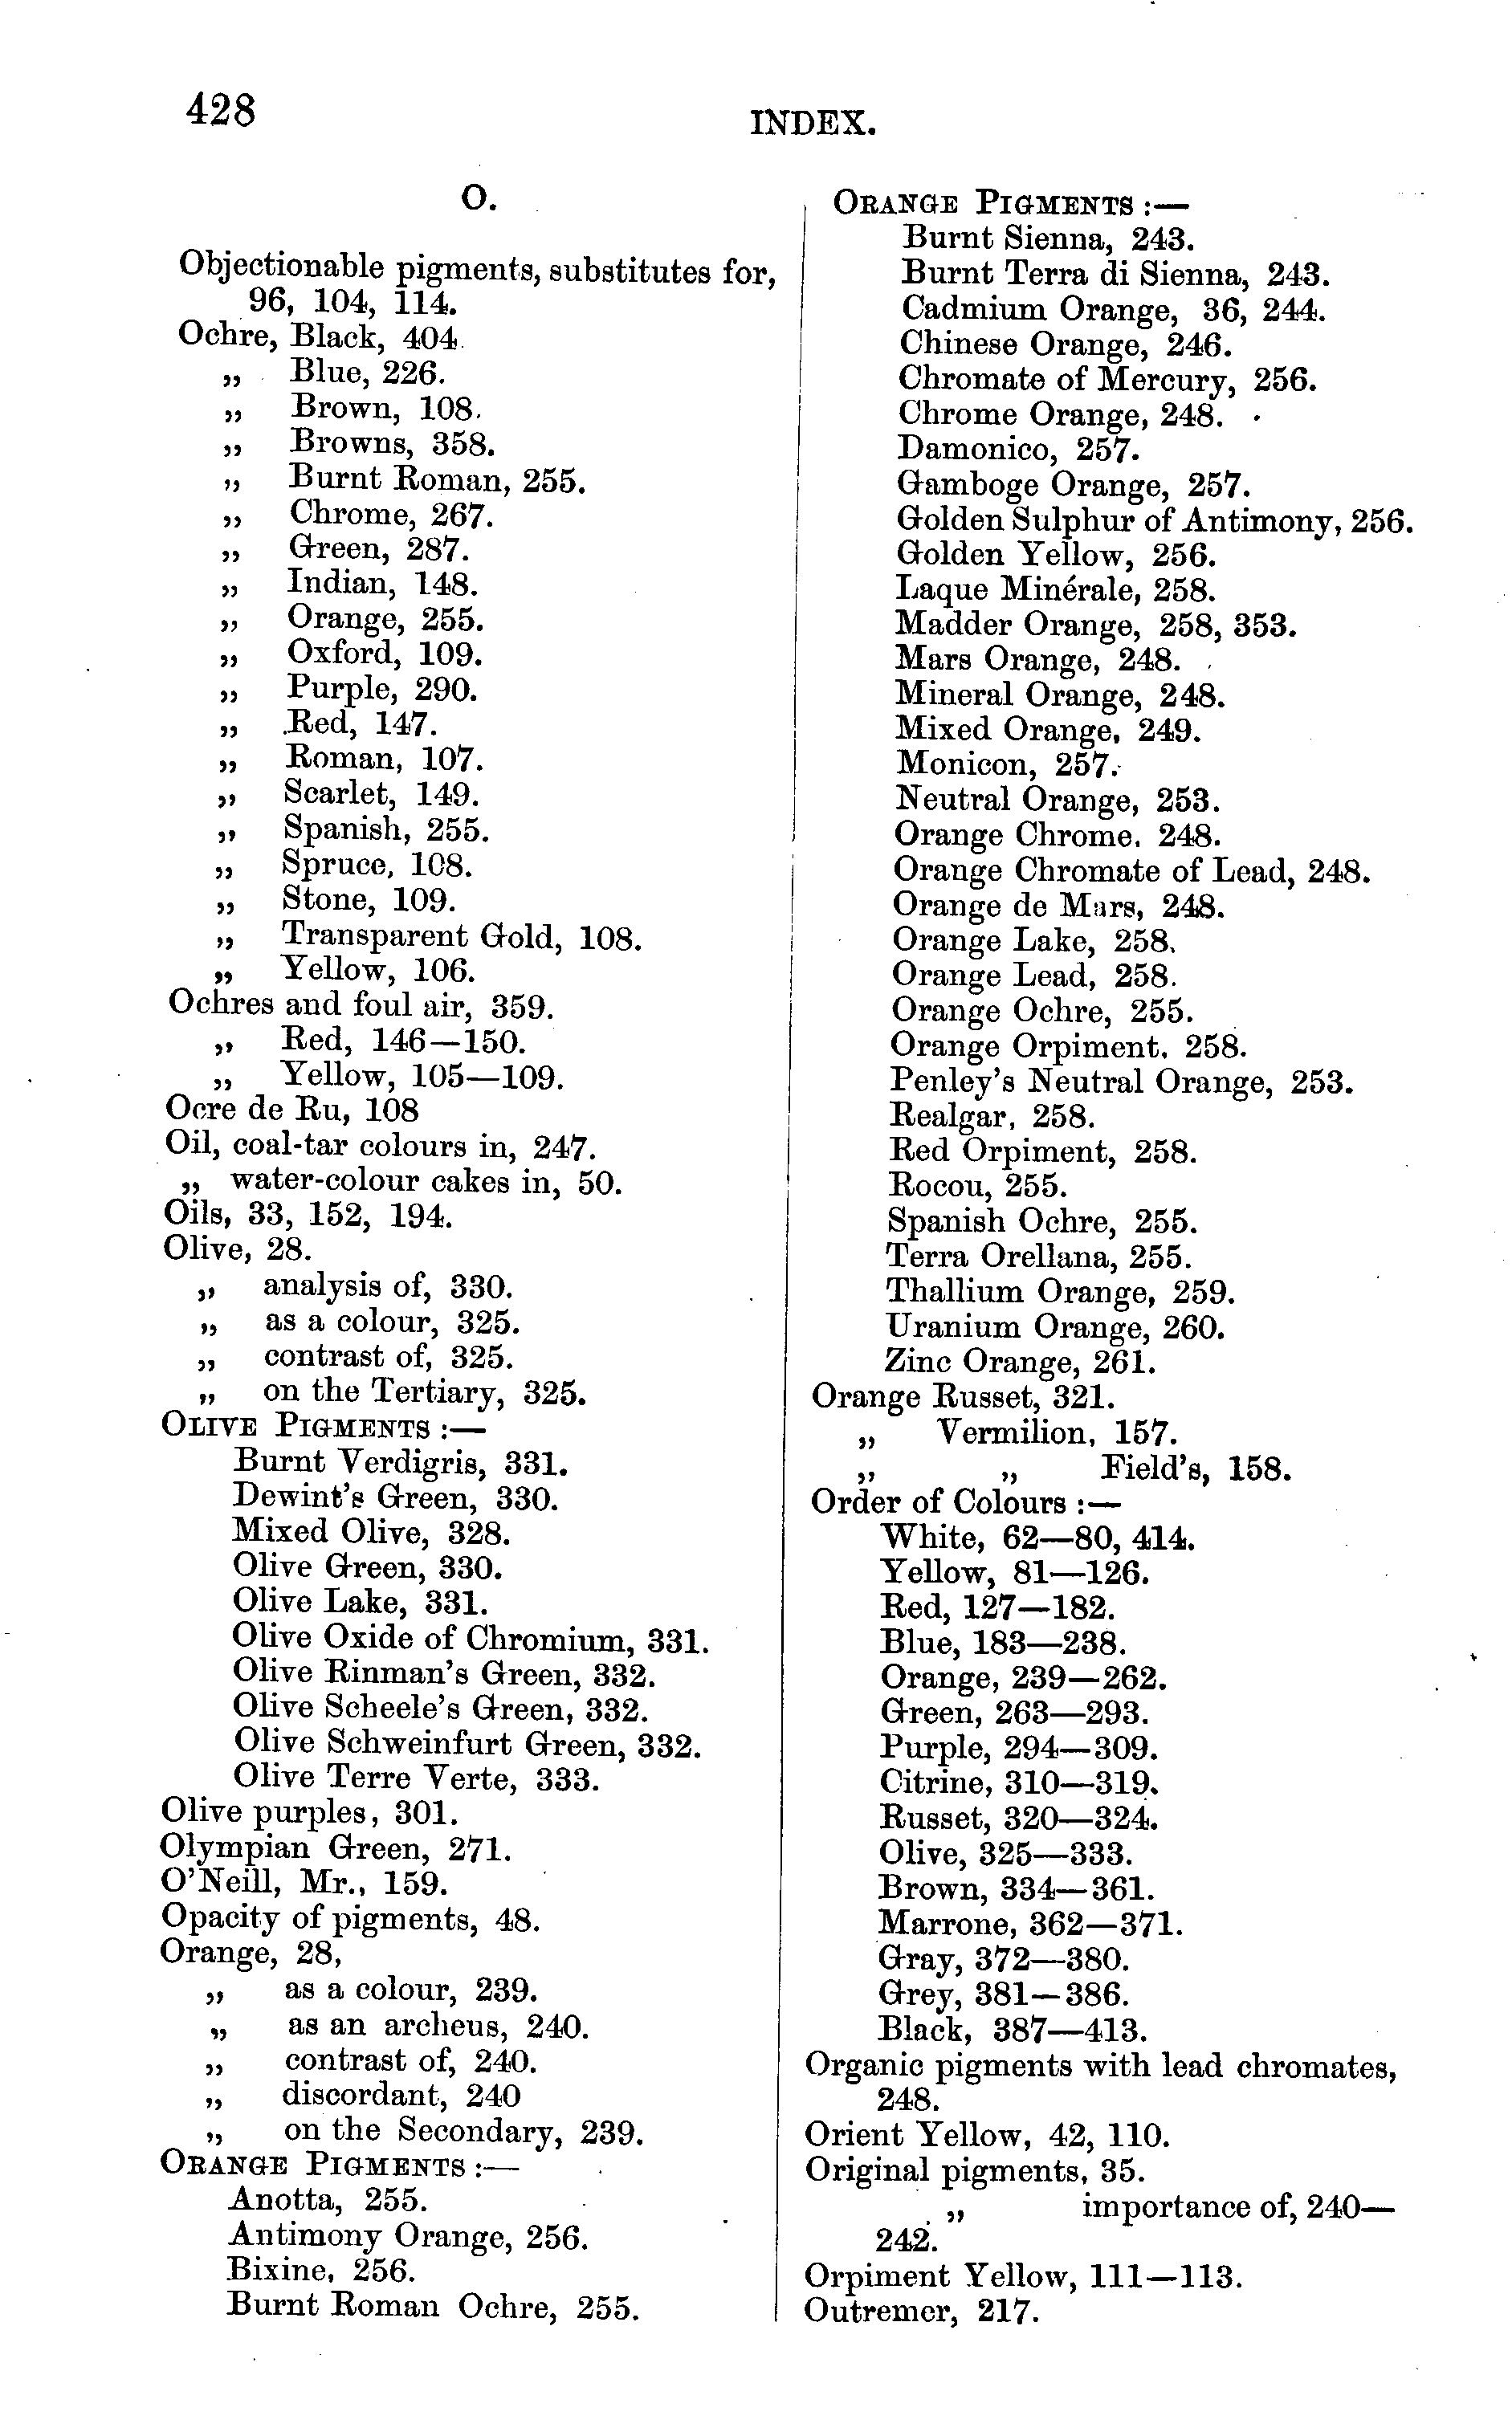 428
INDEX.
O.
Objectionable pigments, substitutes for,
96, 104, 114.
Ochre, Black, 404.
„ Blue, 226.
„ Brown, 108.
„ Browns, 358.
„ Burnt Roman, 255.
„ Chrome, 267.
„ Green, 287.
„ Indian, 148.
„ Orange, 255.
„ Oxford, 109.
„ Purple, 290.
„ Red, 147.
„ Roman, 107.
„ Scarlet, 149.
„ Spanish, 255.
„ Spruce, 108.
„ Stone, 109.
„ Transparent Gold, 108.
„ Yellow, 106.
Ochres and foul air, 359.
„ Red, 146—150.
„ Yellow, 105—109.
Ocre de Ru, 108
Oil, coal-tar colours in, 247.
„ water-colour cakes in, 50.
Oils, 33, 152, 194.
Olive, 28.
„ analysis of, 330.
„ as a colour, 325.
„ contrast of, 325.
„ on the Tertiary, 325.
OLIVE PIGMENTS :—
Burnt Verdigris, 331.
Dewint's Green, 330.
Mixed Olive, 328.
Olive Green, 330.
Olive Lake, 331.
Olive Oxide of Chromium, 331.
Olive Rinman's Green, 332.
Olive Scheele's Green, 332.
Olive Schweinfurt Green, 332.
Olive Terre Verte, 333.
Olive purples, 301.
Olympian Green, 271.
O'Neill, Mr., 159.
Opacity of pigments, 48.
Orange, 28,
„ as a colour, 239.
„ as an archeus, 240.
„ contrast of, 240.
„ discordant, 240
„ on the Secondary, 239.
ORANGE PIGMENTS :—
Anotta, 255.
Antimony Orange, 256.
Bixine, 256.
Burnt Roman Ochre, 255.
ORANGE PIGMENTS :—
Burnt Sienna, 243.
Burnt Terra di Sienna, 243.
Cadmium Orange, 36, 244.
Chinese Orange, 246.
Chromate of Mercury, 256.
Chrome Orange, 248.
Damonico, 257.
Gamboge Orange, 257.
Golden Sulphur of Antimony, 256.
Golden Yellow, 256.
Laque Minérale, 258.
Madder Orange, 258, 353.
Mars Orange, 248.
Mineral Orange, 248.
Mixed Orange, 249.
Monicon, 257.
Neutral Orange, 253.
Orange Chrome, 248.
Orange Chromate of Lead, 248.
Orange de Mars, 248.
Orange Lake, 258.
Orange Lead, 258.
Orange Ochre, 255.
Orange Orpiment, 258.
Penley's Neutral Orange, 253.
Realgar, 258.
Red Orpiment, 258.
Rocou, 255.
Spanish Ochre, 255.
Terra Orellana, 255.
Thallium Orange, 259.
Uranium Orange, 260.
Zinc Orange, 261.
Orange Russet, 321.
„ Vermilion, 157.
„ „ Field's, 158.
Order of Colours :—
White, 62—80, 414.
Yellow, 81—126.
Red, 127—182.
Blue, 183—238.
Orange, 239—262.
Green, 263—293.
Purple, 294—309.
Citrine, 310—319.
Russet, 320—324.
Olive, 325—333.
Brown, 334—361.
Marrone, 362—371.
Gray, 372—380.
Grey, 381—386.
Black, 387—413.
Organic pigments with lead chromates,
248.
Orient Yellow, 42, 110.
Original pigments, 35.
„ importance of, 240—
242.
Orpiment Yellow, 111—113.
Outremer, 217.